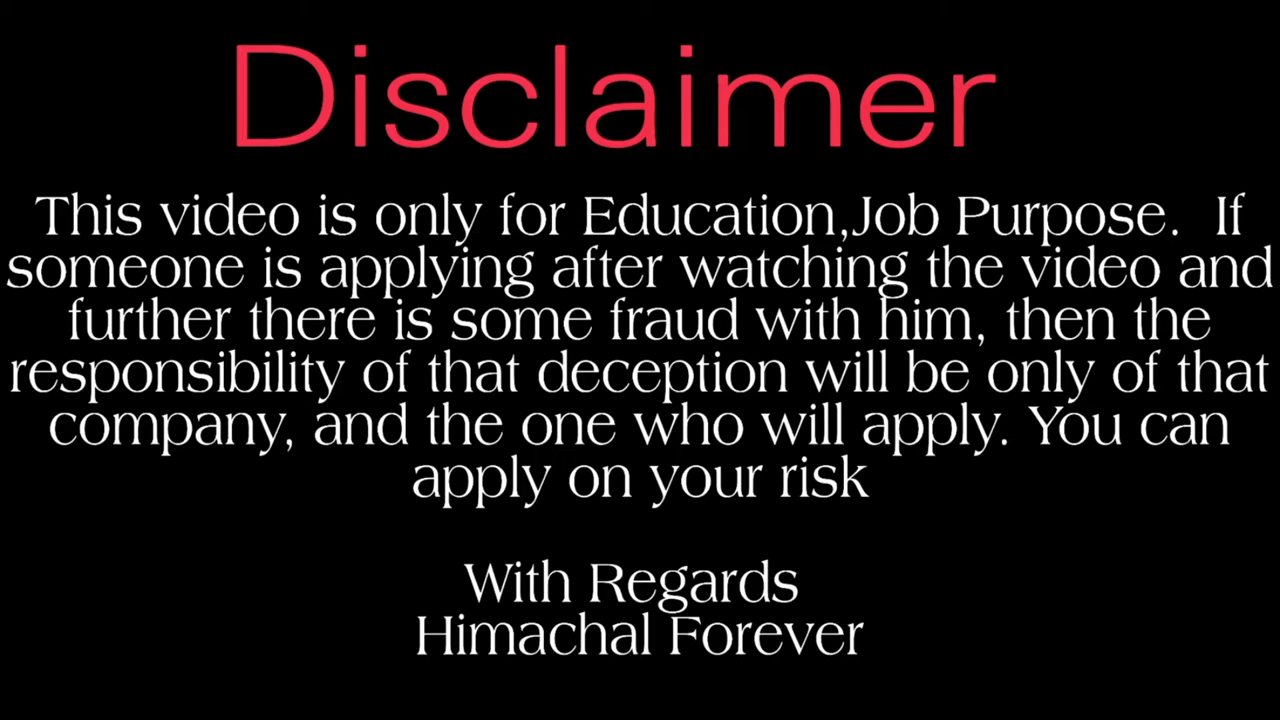 Disclaimer
This video is only for Education,Job Purpose.  If
someone is applying after watching the video and
further there is some fraud with him, then the
responsibility of that deception will be only of that
company, and the one who will apply. You can
apply on your risk
With Regards
Himachal Forever